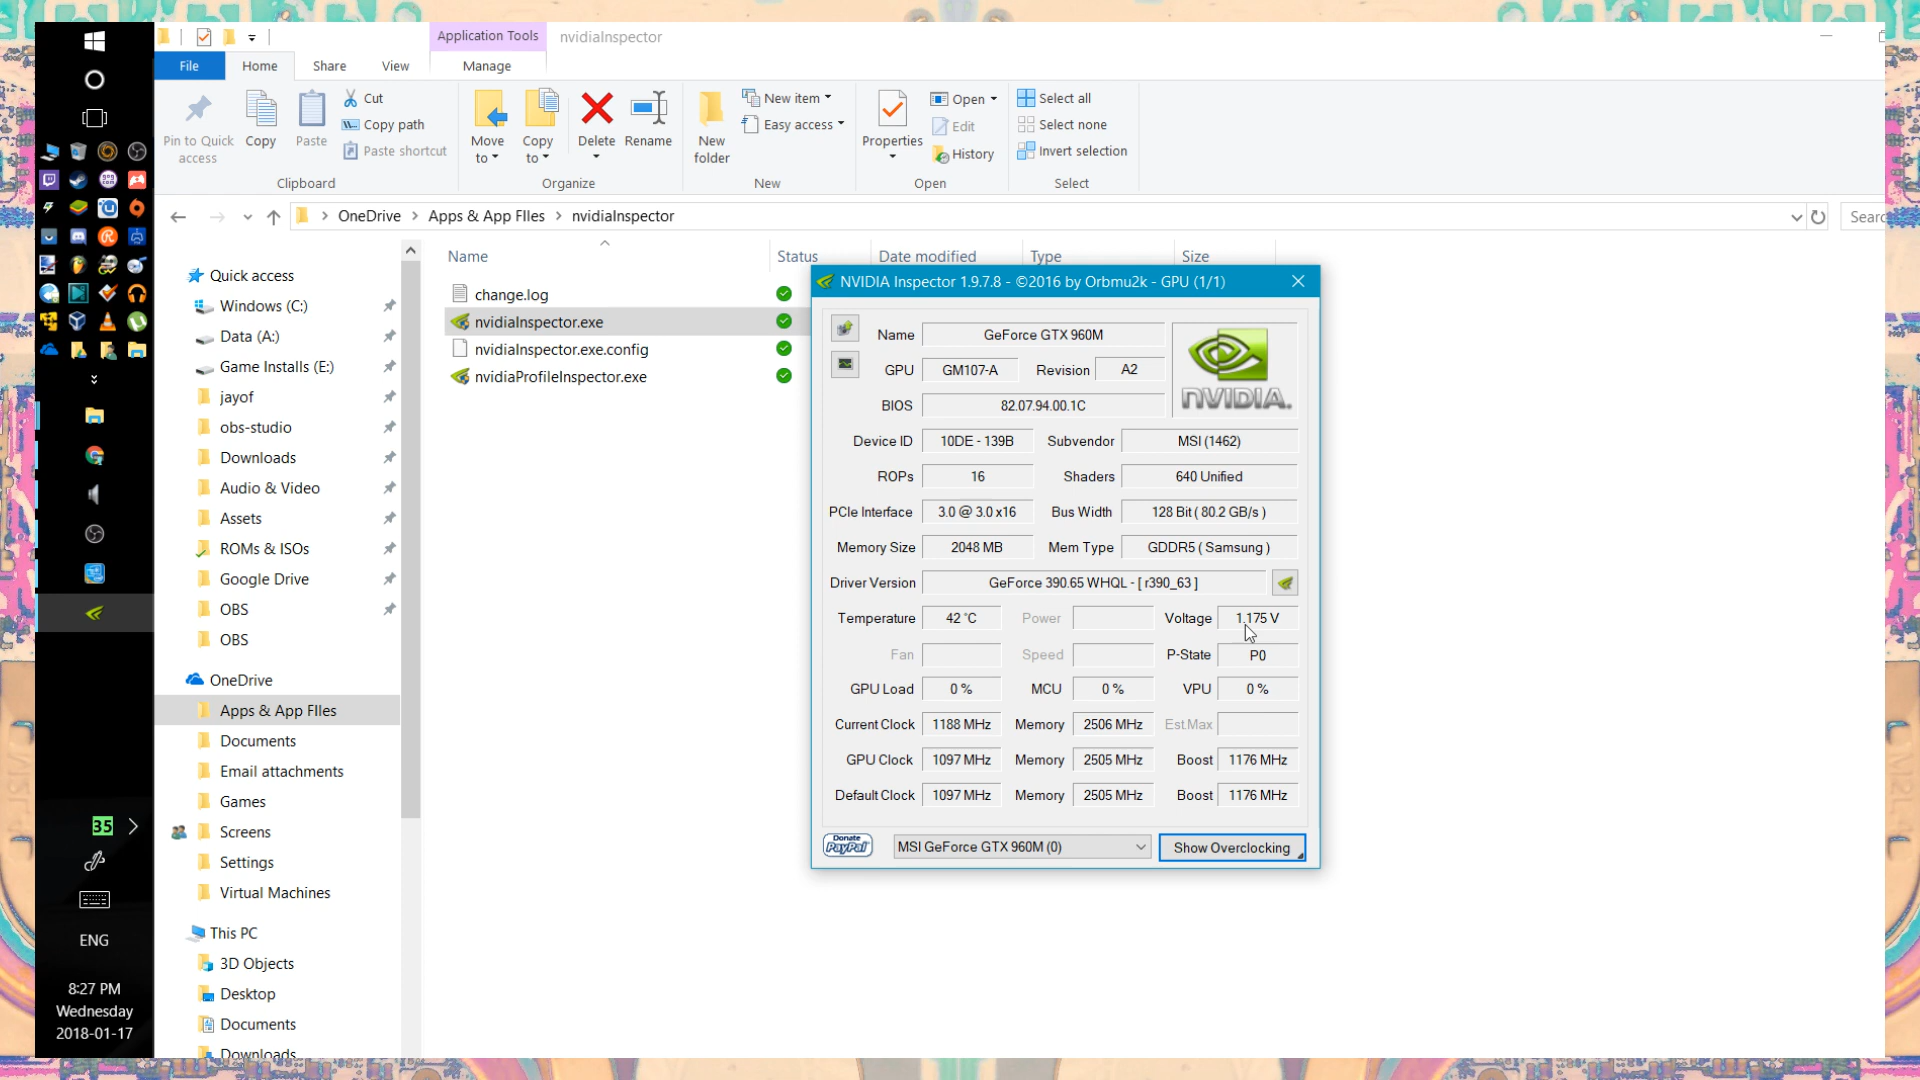 Application Tools
nvidiaInspector
File
Home
Share
View
Manage
Pin to Quick access
Copy
Paste
Cut
Copy path
Paste shortcut
Clipboard
Move to
Copy to
Delete
Rename
Organize
New folder
New item
Easy access
New
Properties
Open
Edit
History
Open
Select all
Select none
Invert selection
Select
OneDrive > Apps & App FIles > nvidiaInspector
Searc
Name
Status
Date modified
Type
Size
Quick access
Windows (C:)
Data (A:)
Game Installs (E:)
jayof
obs-studio
Downloads
Audio & Video
Assets
ROMs & ISOs
Google Drive
OBS
OBS
OneDrive
Apps & App FIles
Documents
Email attachments
Games
Screens
Settings
Virtual Machines
This PC
3D Objects
Desktop
Documents
Downloads
change.log
nvidiaInspector.exe
nvidiaInspector.exe.config
nvidiaProfileInspector.exe
NVIDIA Inspector 1.9.7.8 - ©2016 by Orbmu2k - GPU (1/1)
Name GeForce GTX 960M
GPU GM107-A Revision A2
BIOS 82.07.94.00.1C
NVIDIA.
Device ID 10DE - 139B Subvendor MSI (1462)
ROPs 16 Shaders 640 Unified
PCIe Interface 3.0 @ 3.0 x16 Bus Width 128 Bit ( 80.2 GB/s )
Memory Size 2048 MB Mem Type GDDR5 ( Samsung )
Driver Version GeForce 390.65 WHQL - [ r390_63 ]
Temperature 42 °C Power Voltage 1.175 V
Fan Speed P-State P0
GPU Load 0 % MCU 0 % VPU 0 %
Current Clock 1188 MHz Memory 2506 MHz Est.Max
GPU Clock 1097 MHz Memory 2505 MHz Boost 1176 MHz
Default Clock 1097 MHz Memory 2505 MHz Boost 1176 MHz
Donate PayPal
MSI GeForce GTX 960M (0)
Show Overclocking
35
ENG
8:27 PM
Wednesday
2018-01-17